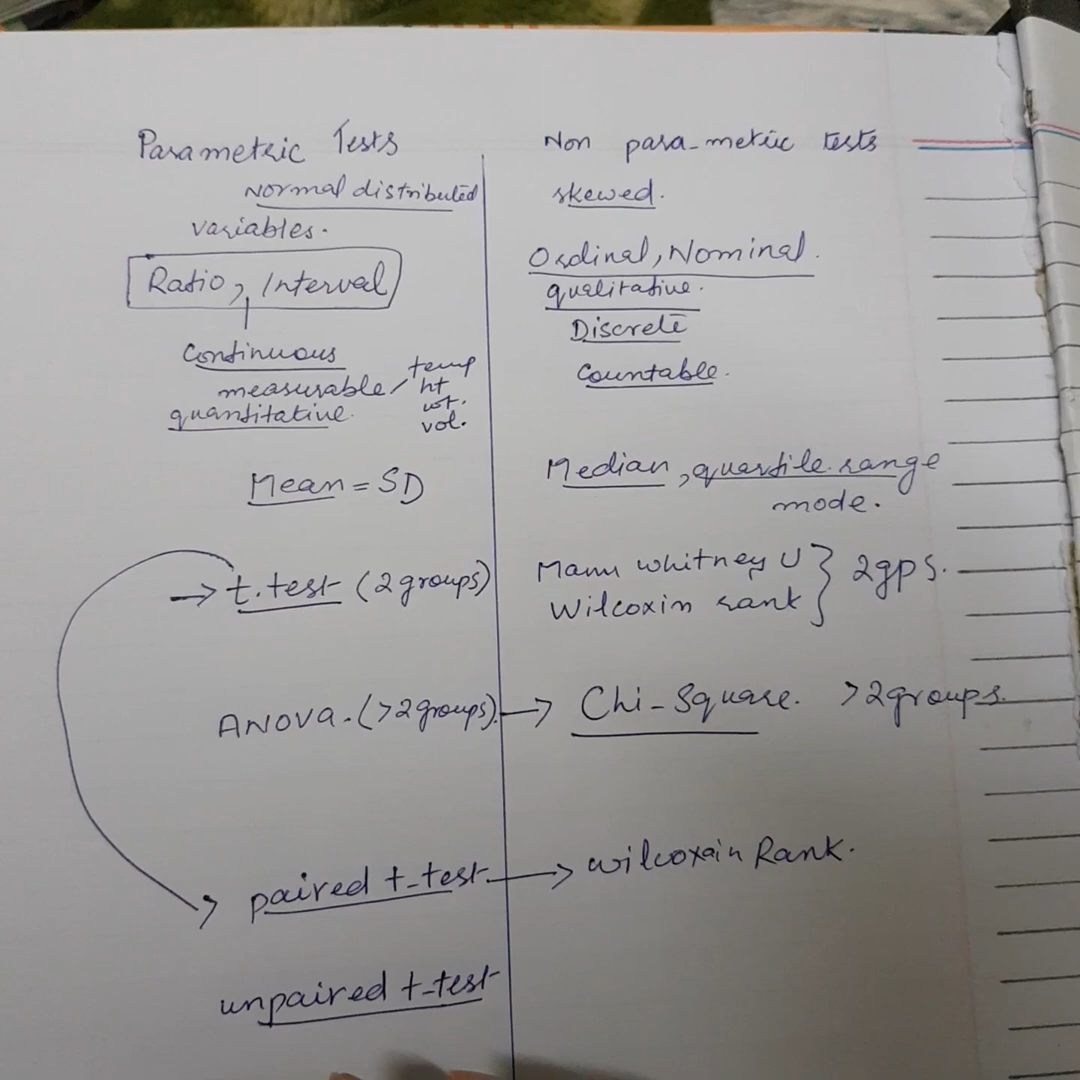 Parametric Tests
Normal distributed
variables.
Ratio, Interval
Continuous
measurable / temp
ht
wt.
vol.
quantitative.
Mean = SD
→ t.test (2 groups)
ANOVA. (>2 groups). →
paired t-test →
unpaired t-test
Non para-metric tests
skewed.
Ordinal, Nominal.
qualitative.
Discrete
Countable.
Median, quartile range
mode.
Mann whitney U } 2gps.
Wilcoxin rank
Chi-Square. >2groups.
wilcoxain Rank.